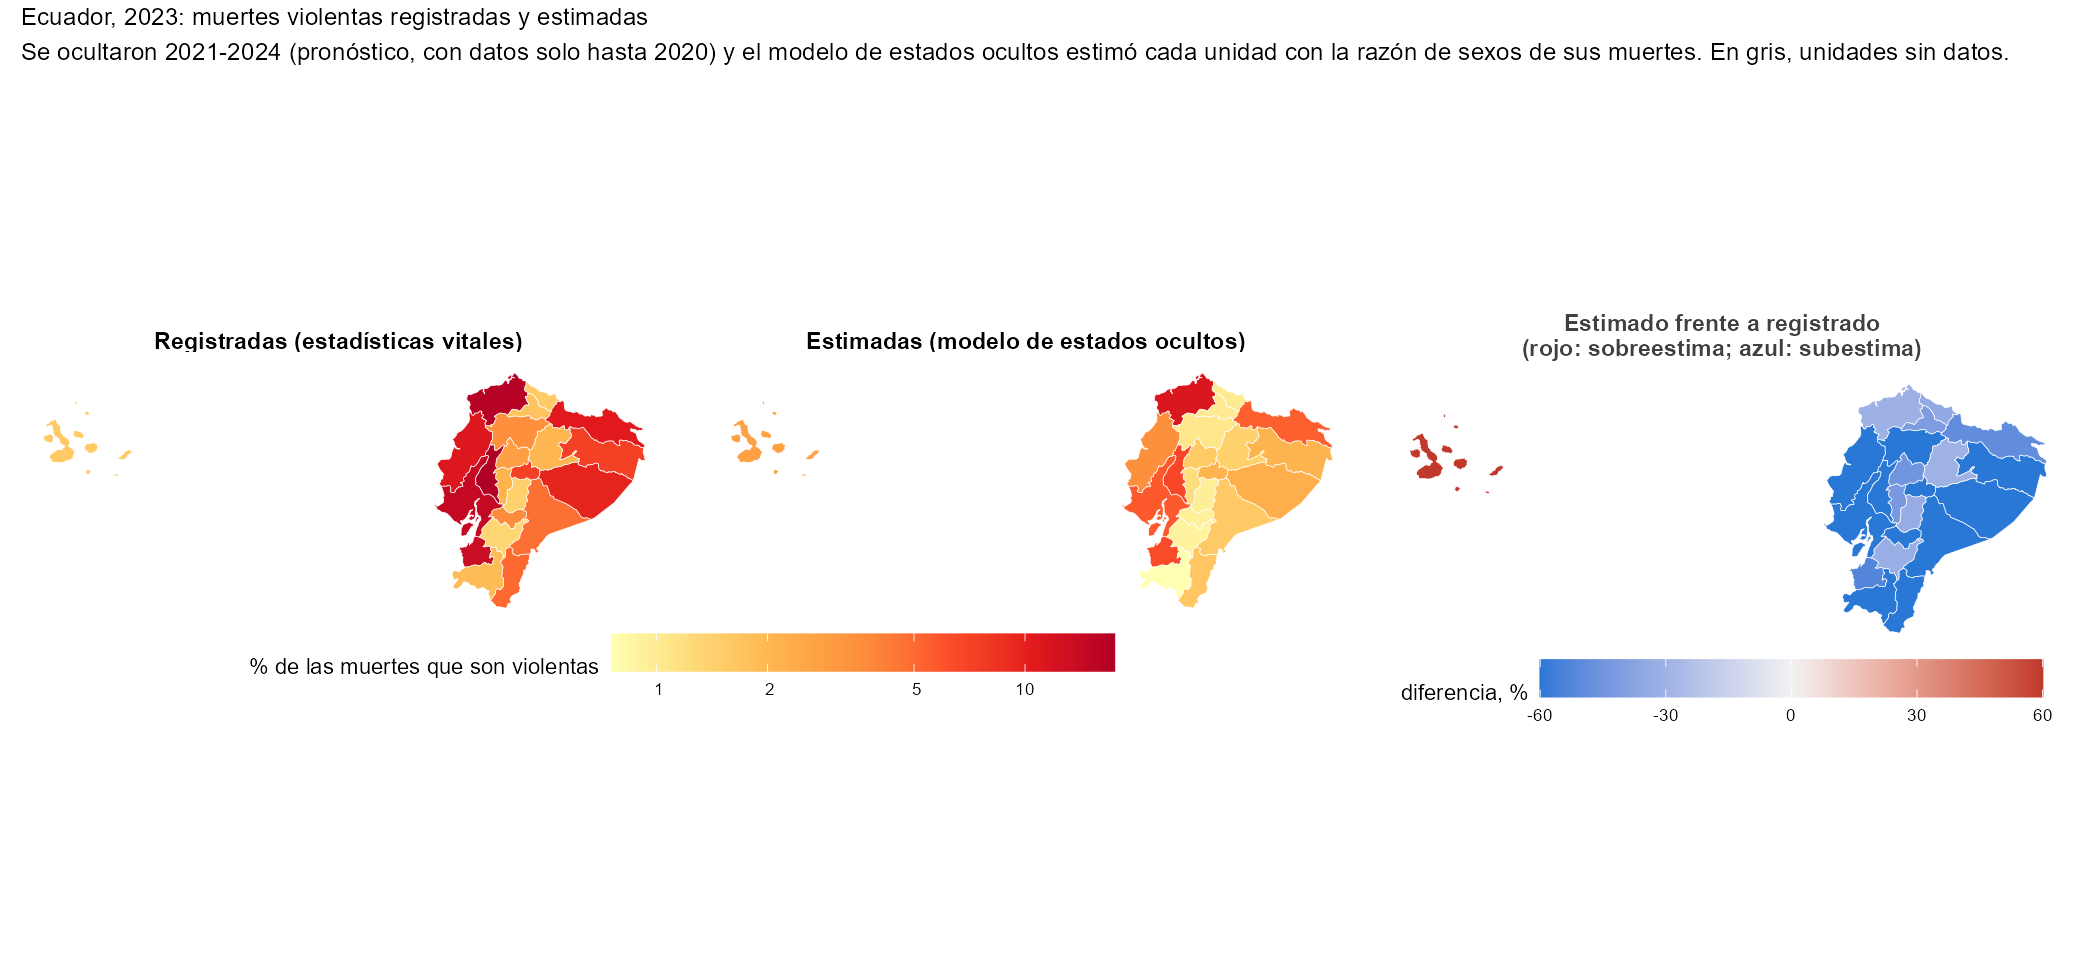 Ecuador, 2023: muertes violentas registradas y estimadas
Se ocultaron 2021-2024 (pronóstico, con datos solo hasta 2020) y el modelo de estados ocultos estimó cada unidad con la razón de sexos de sus muertes. En gris, unidades sin datos.
Registradas (estadísticas vitales)
Estimadas (modelo de estados ocultos)
Estimado frente a registrado
(rojo: sobreestima; azul: subestima)
% de las muertes que son violentas
1 2 5 10
diferencia, %
-60 -30 0 30 60